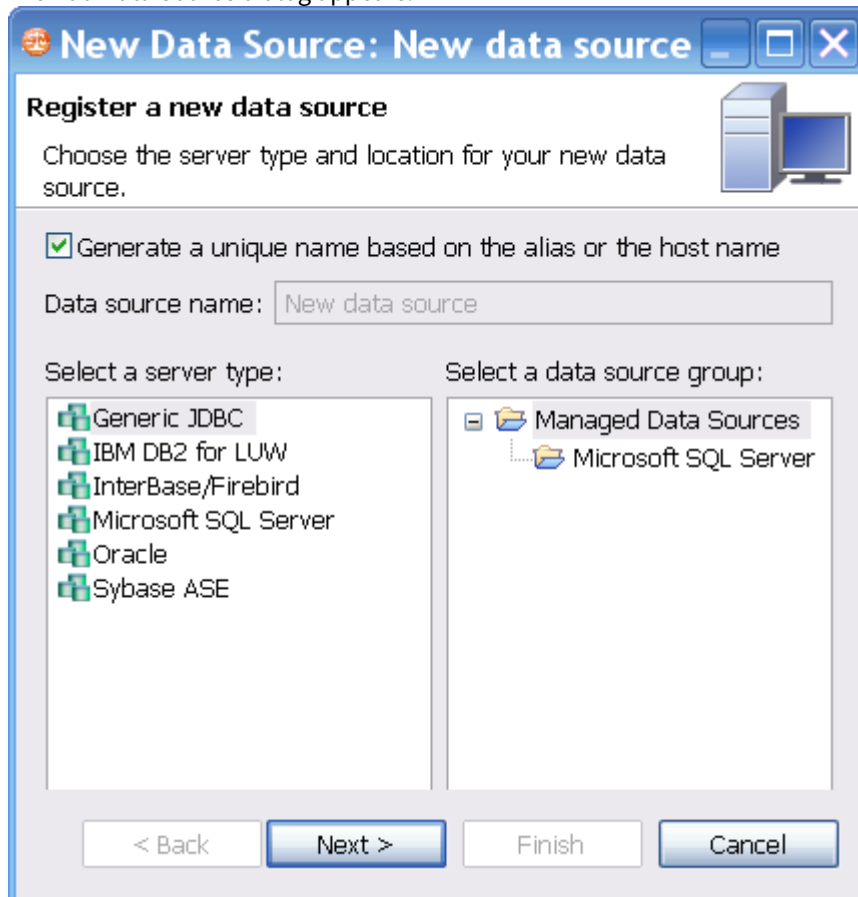 New Data Source: New data source
Register a new data source
Choose the server type and location for your new data
source.
Generate a unique name based on the alias or the host name
Data source name: New data source
Select a server type:
Select a data source group:
Generic JDBC
IBM DB2 for LUW
InterBase/Firebird
Microsoft SQL Server
Oracle
Sybase ASE
Managed Data Sources
Microsoft SQL Server
< Back
Next >
Finish
Cancel